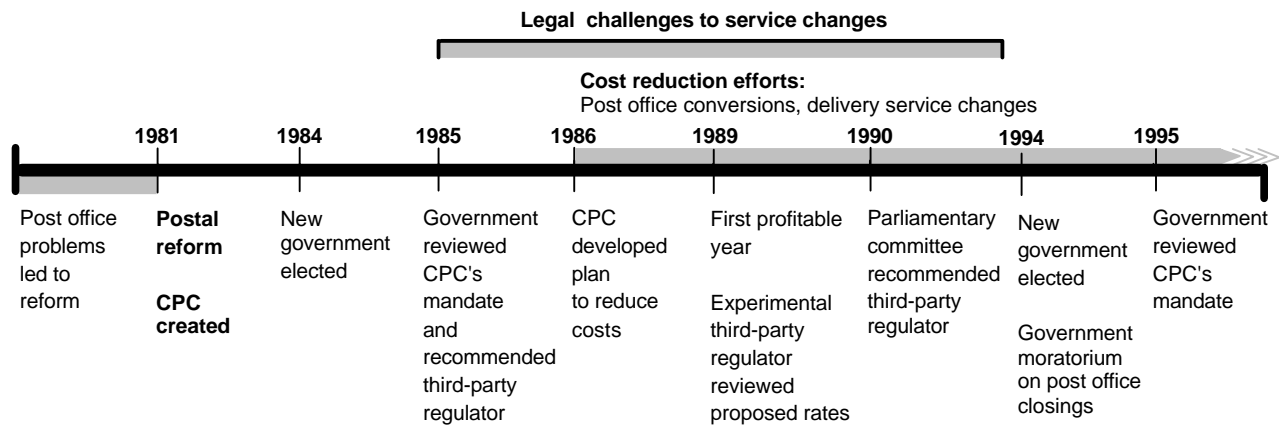 Legal challenges to service changes
Cost reduction efforts:
Post office conversions, delivery service changes
1981
1984
1985
1986
1989
1990
1994
1995
Post office
problems
led to
reform
Postal
reform
CPC
created
New
government
elected
Government
reviewed
CPC's
mandate
and
recommended
third-party
regulator
CPC
developed
plan
to reduce
costs
First profitable
year
Experimental
third-party
regulator
reviewed
proposed rates
Parliamentary
committee
recommended
third-party
regulator
New
government
elected
Government
moratorium
on post office
closings
Government
reviewed
CPC's
mandate